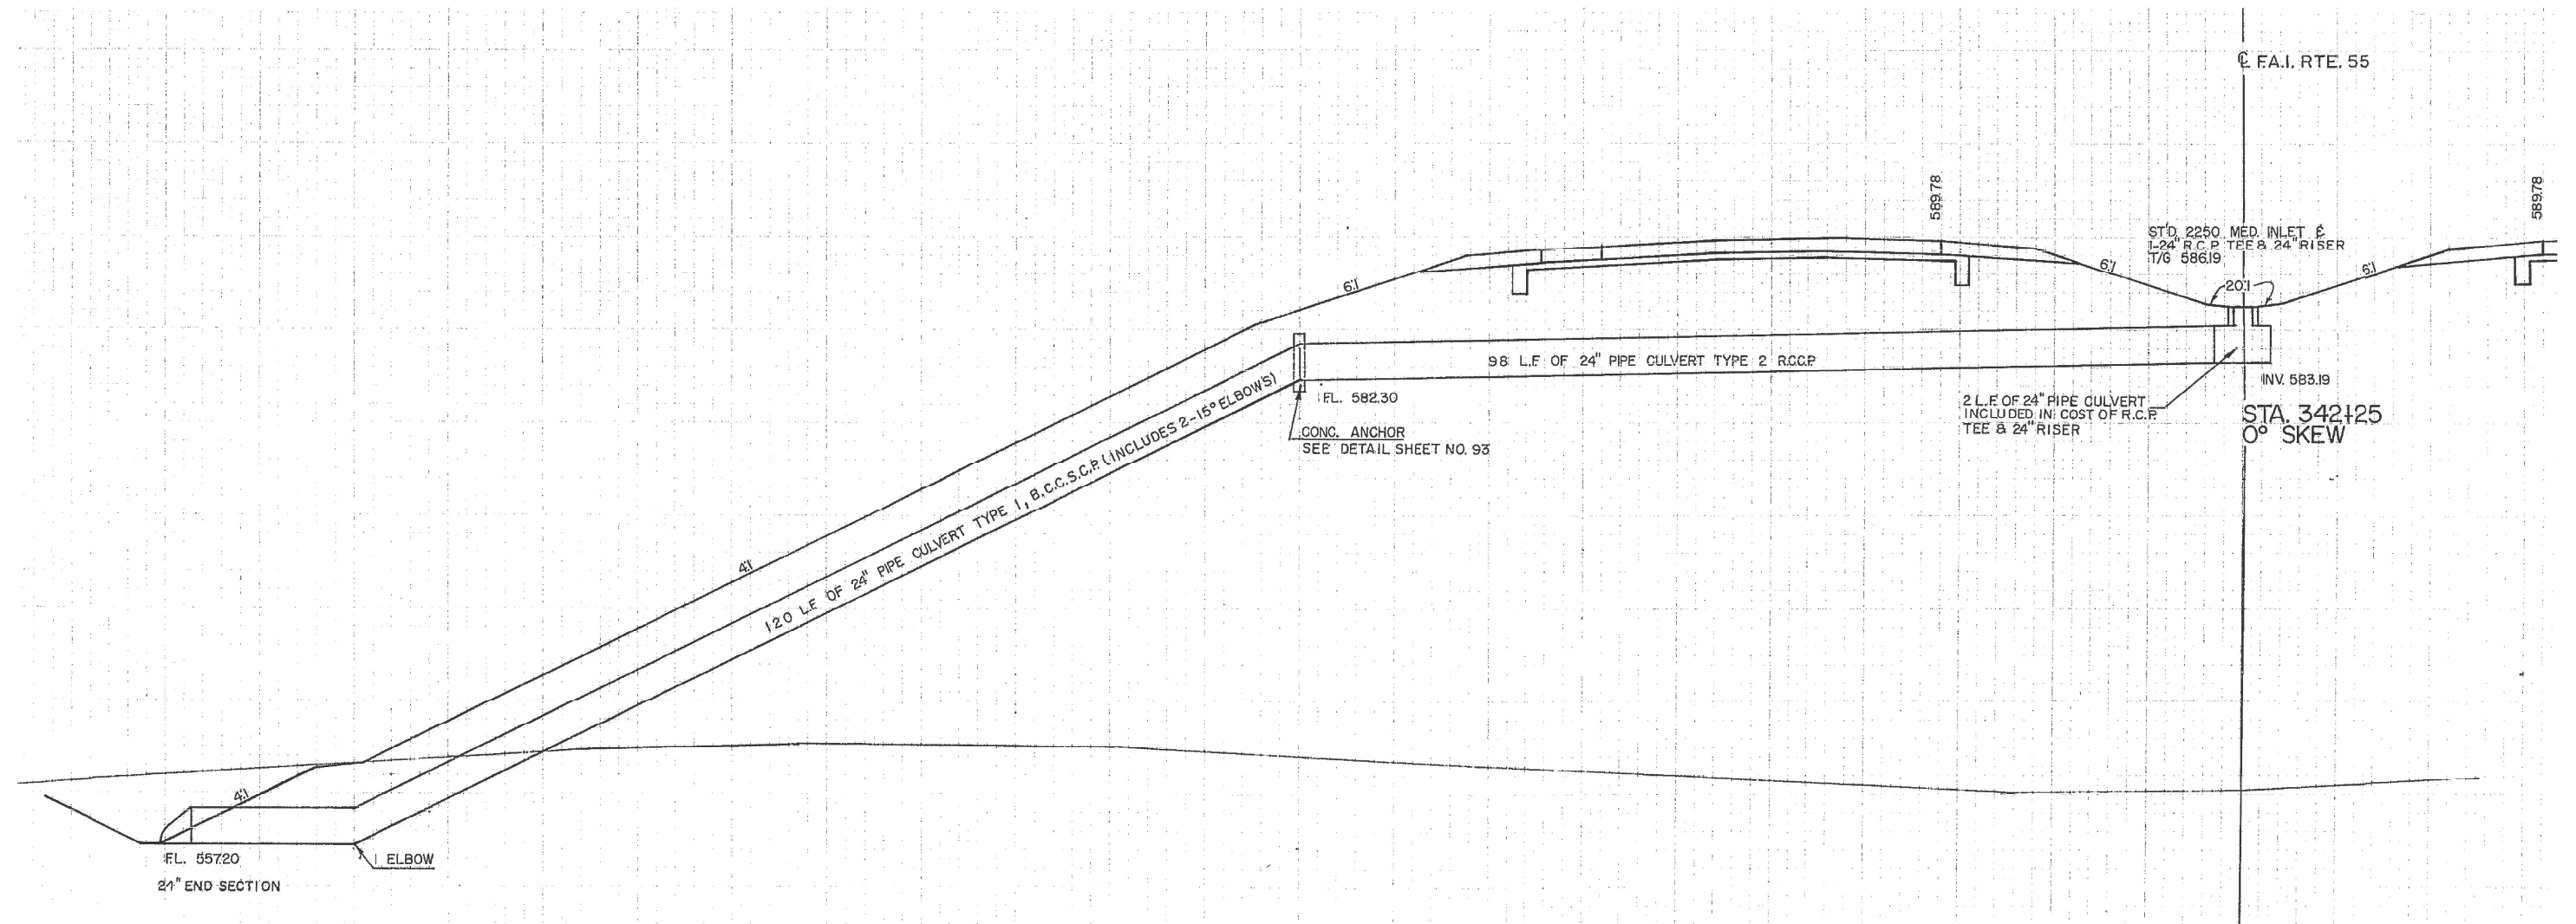 ℄ F.A.I. RTE. 55
589.78
589.78
ST'D. 2250 MED. INLET &
1-24" R.C.P. TEE & 24" RISER
T/G 586.19
6:1
6:1
6:1
20:1
98 L.F. OF 24" PIPE CULVERT TYPE 2 R.C.C.P.
INV. 583.19
FL. 582.30
2 L.F. OF 24" PIPE CULVERT
INCLUDED IN COST OF R.C.P.
TEE & 24" RISER
STA. 342+25
0° SKEW
CONC. ANCHOR
SEE DETAIL SHEET NO. 93
120 L.F. OF 24" PIPE CULVERT TYPE 1, B.C.C.S.C.P. (INCLUDES 2-15° ELBOW'S)
4:1
4:1
F.L. 557.20
1 ELBOW
24" END SECTION